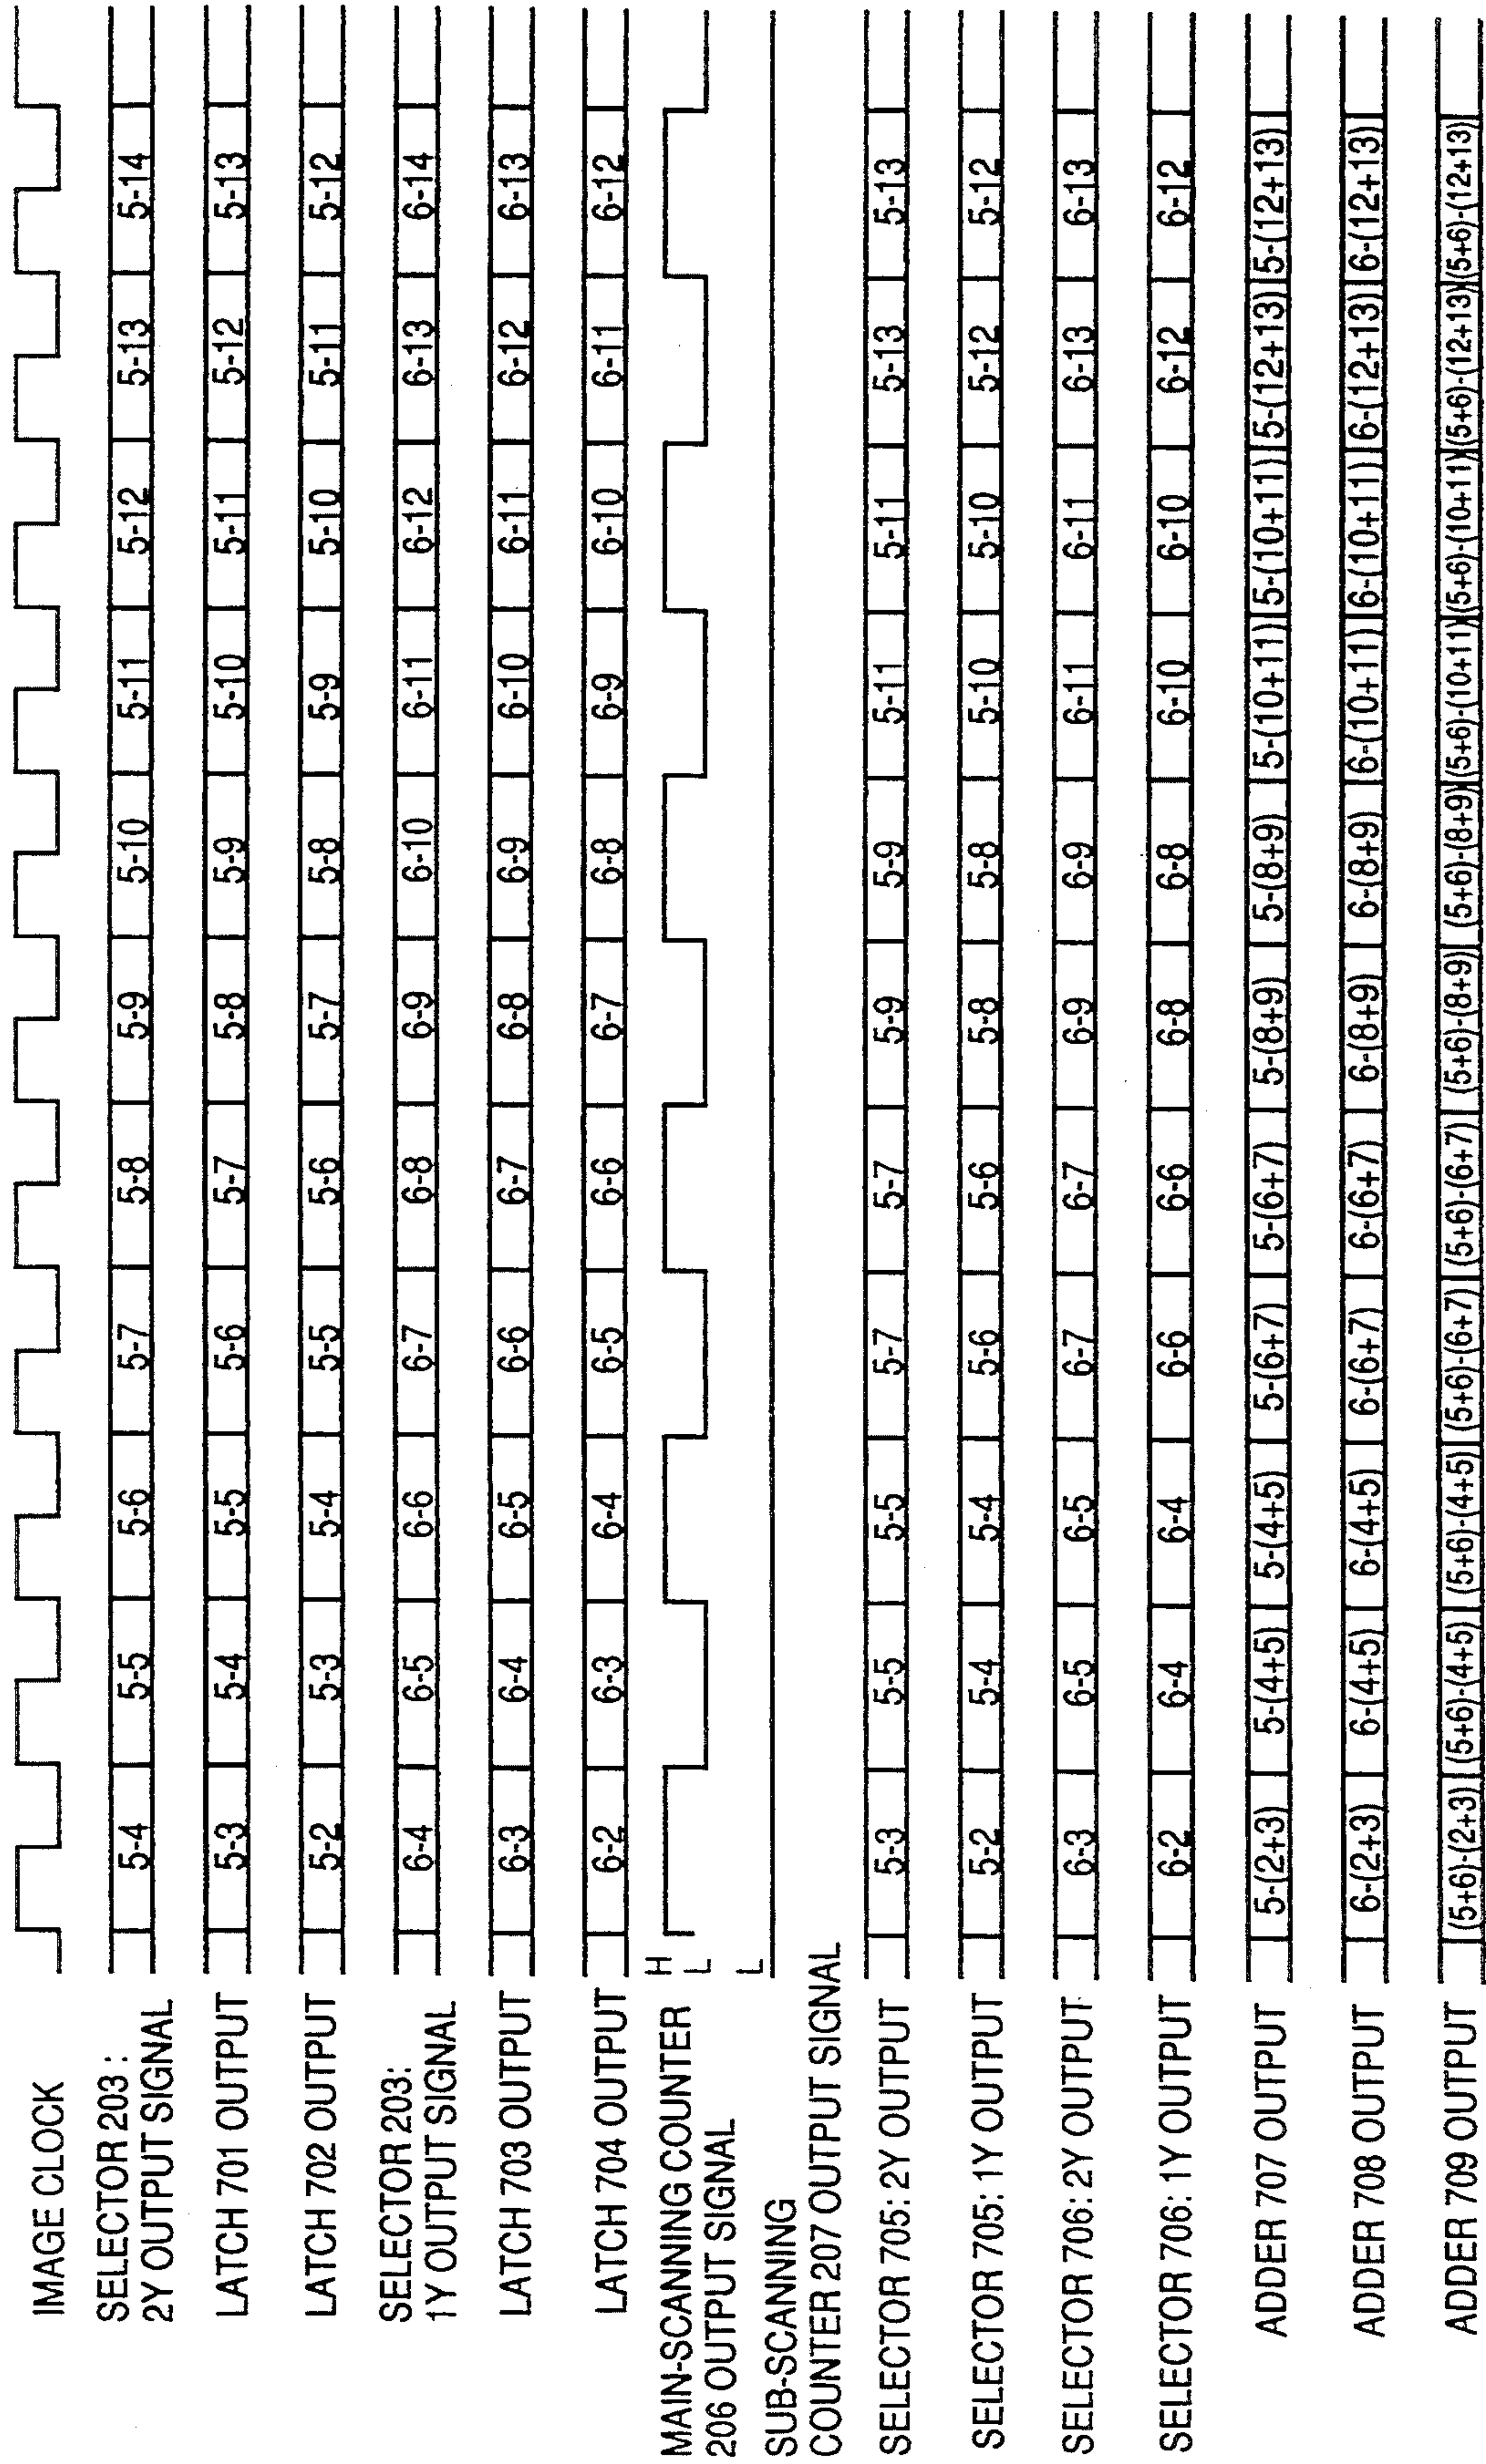 IMAGE CLOCK
SELECTOR 203 :
2Y OUTPUT SIGNAL
5-4 5-5 5-6 5-7 5-8 5-9 5-10 5-11 5-12 5-13 5-14
LATCH 701 OUTPUT
5-3 5-4 5-5 5-6 5-7 5-8 5-9 5-10 5-11 5-12 5-13
LATCH 702 OUTPUT
5-2 5-3 5-4 5-5 5-6 5-7 5-8 5-9 5-10 5-11 5-12
SELECTOR 203:
1Y OUTPUT SIGNAL
6-4 6-5 6-6 6-7 6-8 6-9 6-10 6-11 6-12 6-13 6-14
LATCH 703 OUTPUT
6-3 6-4 6-5 6-6 6-7 6-8 6-9 6-10 6-11 6-12 6-13
LATCH 704 OUTPUT
6-2 6-3 6-4 6-5 6-6 6-7 6-8 6-9 6-10 6-11 6-12
MAIN-SCANNING COUNTER
206 OUTPUT SIGNAL
H
L
SUB-SCANNING
COUNTER 207 OUTPUT SIGNAL
L
SELECTOR 705: 2Y OUTPUT
5-3 5-5 5-5 5-7 5-7 5-9 5-9 5-11 5-11 5-13 5-13
SELECTOR 705: 1Y OUTPUT
5-2 5-4 5-4 5-6 5-6 5-8 5-8 5-10 5-10 5-12 5-12
SELECTOR 706: 2Y OUTPUT
6-3 6-5 6-5 6-7 6-7 6-9 6-9 6-11 6-11 6-13 6-13
SELECTOR 706: 1Y OUTPUT
6-2 6-4 6-4 6-6 6-6 6-8 6-8 6-10 6-10 6-12 6-12
ADDER 707 OUTPUT
5-(2+3) 5-(4+5) 5-(4+5) 5-(6+7) 5-(6+7) 5-(8+9) 5-(8+9) 5-(10+11) 5-(10+11) 5-(12+13) 5-(12+13)
ADDER 708 OUTPUT
6-(2+3) 6-(4+5) 6-(4+5) 6-(6+7) 6-(6+7) 6-(8+9) 6-(8+9) 6-(10+11) 6-(10+11) 6-(12+13) 6-(12+13)
ADDER 709 OUTPUT
(5+6)-(2+3) (5+6)-(4+5) (5+6)-(4+5) (5+6)-(6+7) (5+6)-(6+7) (5+6)-(8+9) (5+6)-(8+9) (5+6)-(10+11) (5+6)-(10+11) (5+6)-(12+13) (5+6)-(12+13)